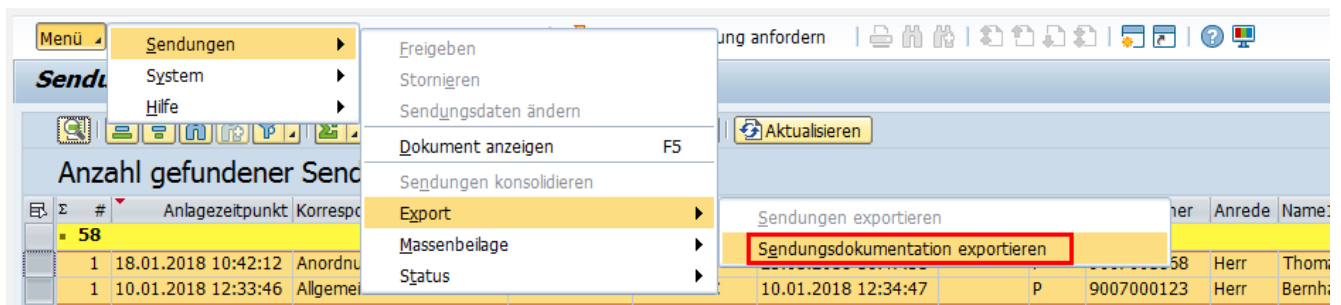 Menü
Sendungen
System
Hilfe
Freigeben
Stornieren
Sendungsdaten ändern
Dokument anzeigen F5
Sendungen konsolidieren
Export
Massenbeilage
Status
Sendungen exportieren
Sendungsdokumentation exportieren
ung anfordern
Aktualisieren
Anzahl gefundener Send
Σ # Anlagezeitpunkt Korrespo ner Anrede Name
58
1 18.01.2018 10:42:12 Anordnu P 68 Herr Thoma
1 10.01.2018 12:33:46 Allgemei 10.01.2018 12:34:47 P 9007000123 Herr Bernha